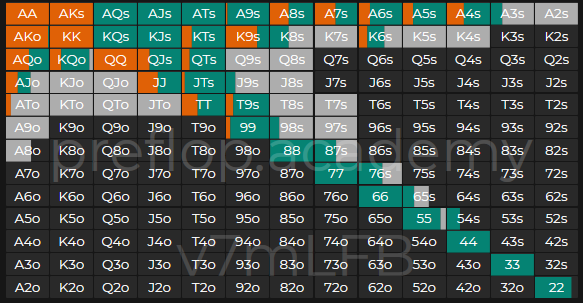 AA AKs AQs AJs ATs A9s A8s A7s A6s A5s A4s A3s A2s
AKo KK KQs KJs KTs K9s K8s K7s K6s K5s K4s K3s K2s
AQo KQo QQ QJs QTs Q9s Q8s Q7s Q6s Q5s Q4s Q3s Q2s
AJo KJo QJo JJ JTs J9s J8s J7s J6s J5s J4s J3s J2s
ATo KTo QTo JTo TT T9s T8s T7s T6s T5s T4s T3s T2s
A9o K9o Q9o J9o T9o 99 98s 97s 96s 95s 94s 93s 92s
A8o K8o Q8o J8o T8o 98o 88 87s 86s 85s 84s 83s 82s
preflop.academy
A7o K7o Q7o J7o T7o 97o 87o 77 76s 75s 74s 73s 72s
A6o K6o Q6o J6o T6o 96o 86o 76o 66 65s 64s 63s 62s
A5o K5o Q5o J5o T5o 95o 85o 75o 65o 55 54s 53s 52s
A4o K4o Q4o J4o T4o 94o 84o 74o 64o 54o 44 43s 42s
v7mLFB
A3o K3o Q3o J3o T3o 93o 83o 73o 63o 53o 43o 33 32s
A2o K2o Q2o J2o T2o 92o 82o 72o 62o 52o 42o 32o 22